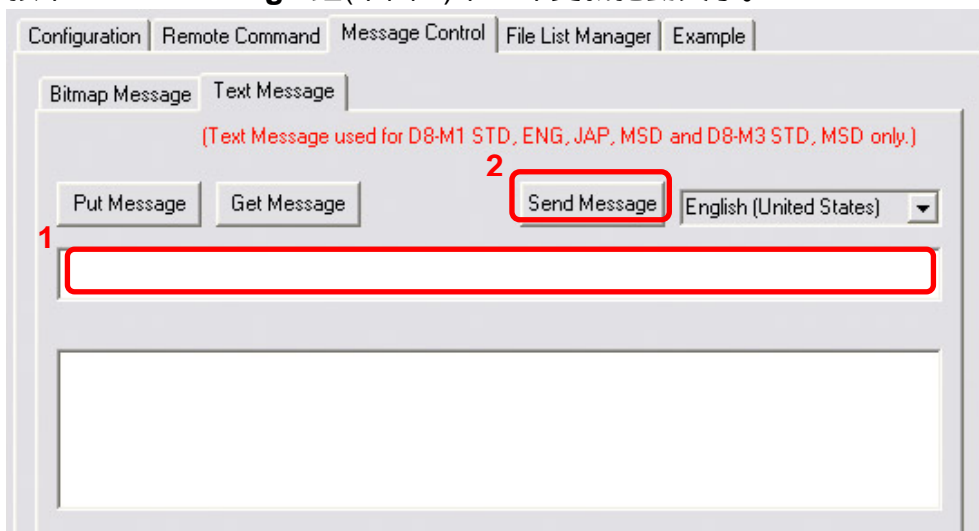 Configuration Remote Command Message Control File List Manager Example
Bitmap Message Text Message
(Text Message used for D8-M1 STD, ENG, JAP, MSD and D8-M3 STD, MSD only.)
2
Put Message Get Message Send Message English (United States)
1